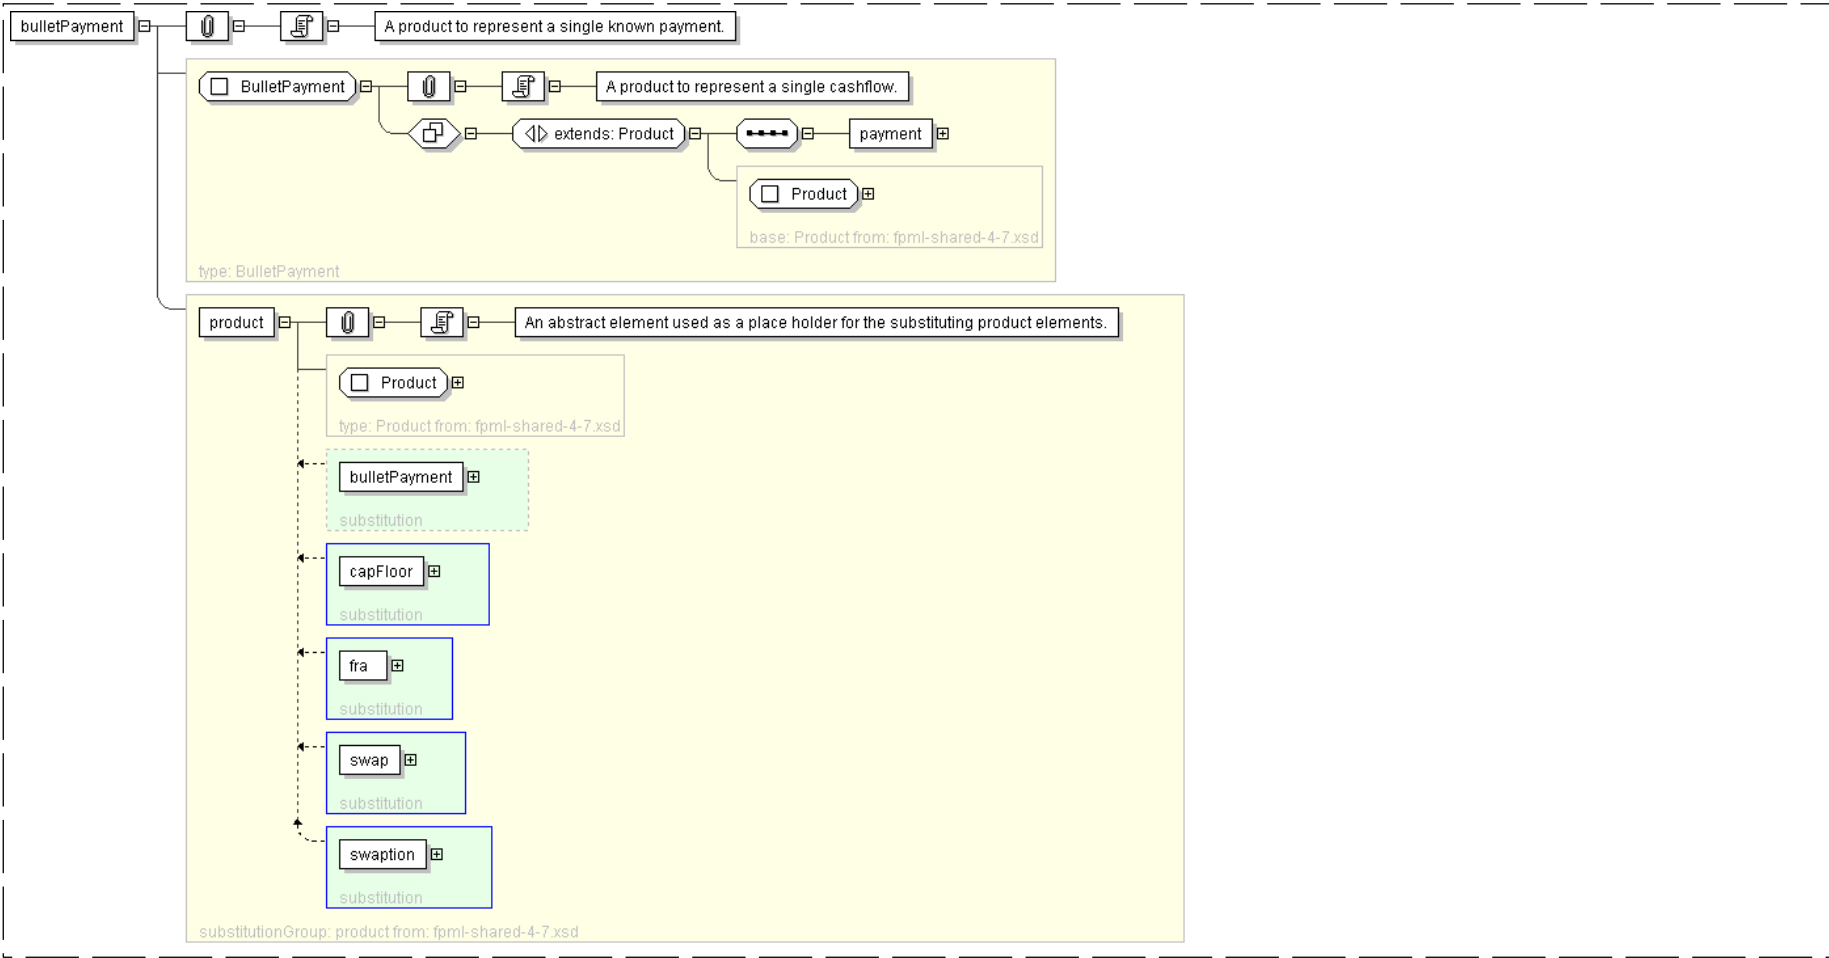 bulletPayment
A product to represent a single known payment.
BulletPayment
A product to represent a single cashflow.
extends: Product
payment
Product
base: Product from: fpml-shared-4-7.xsd
type: BulletPayment
product
An abstract element used as a place holder for the substituting product elements.
Product
type: Product from: fpml-shared-4-7.xsd
bulletPayment
substitution
capFloor
substitution
fra
substitution
swap
substitution
swaption
substitution
substitutionGroup: product from: fpml-shared-4-7.xsd